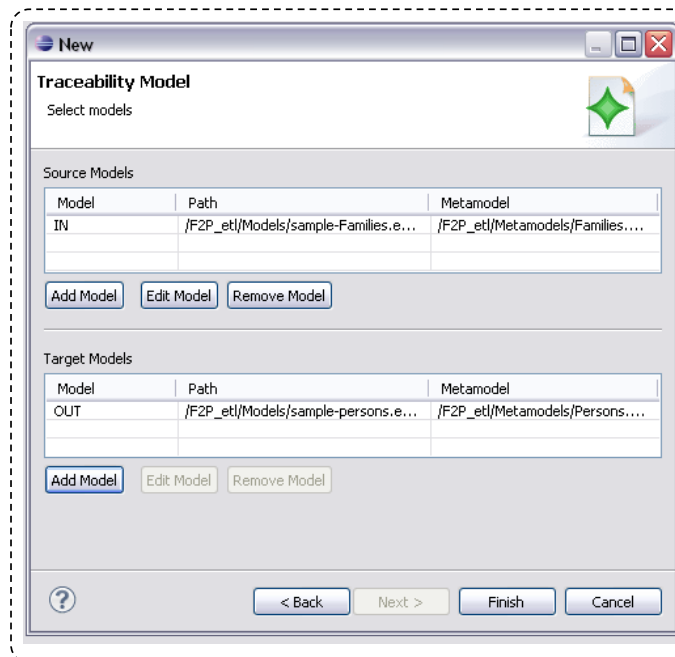 New
Traceability Model
Select models
Source Models
Model Path Metamodel
IN /F2P_etl/Models/sample-Families.e... /F2P_etl/Metamodels/Families....
Add Model Edit Model Remove Model
Target Models
Model Path Metamodel
OUT /F2P_etl/Models/sample-persons.e... /F2P_etl/Metamodels/Persons....
Add Model Edit Model Remove Model
? < Back Next > Finish Cancel